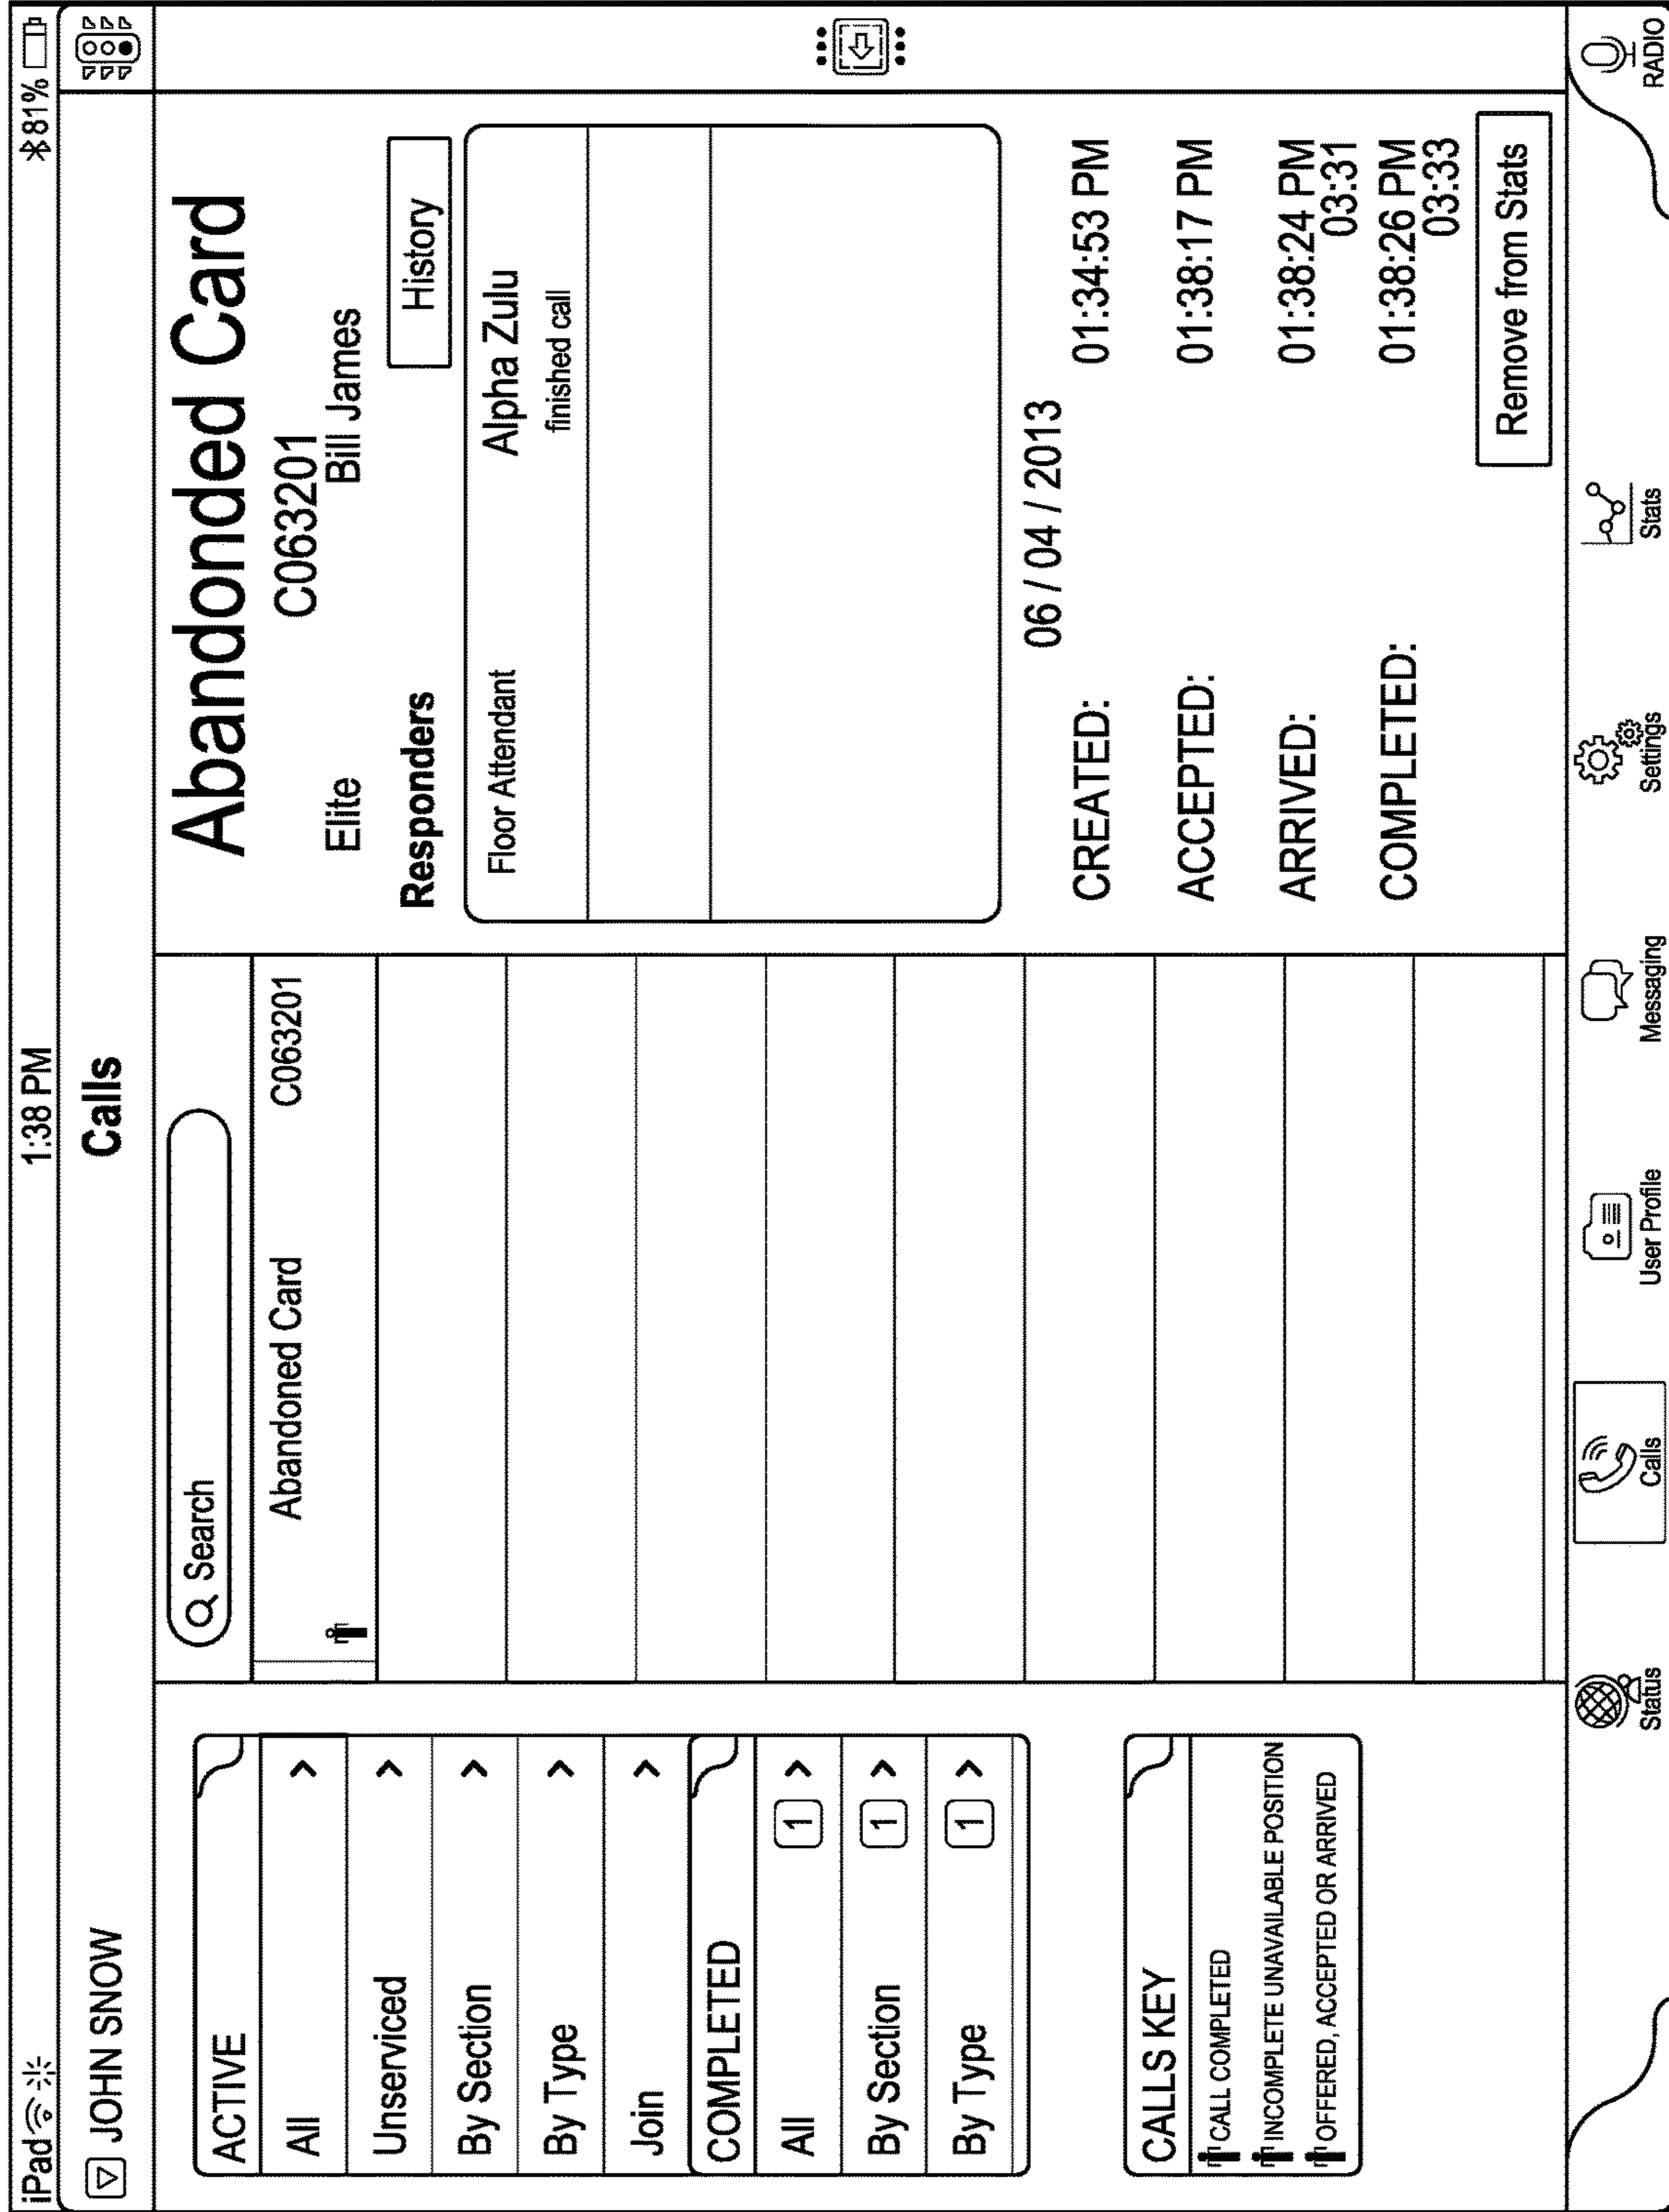 iPad 1:38 PM 81%
JOHN SNOW Calls
ACTIVE
All >
Unserviced >
By Section >
By Type >
Join >
COMPLETED
All 1 >
By Section 1 >
By Type 1 >
CALLS KEY
CALL COMPLETED
INCOMPLETE UNAVAILABLE POSITION
OFFERED, ACCEPTED OR ARRIVED
Search
Abandoned Card C063201
Abandonded Card
C063201
Elite Bill James
Responders History
Floor Attendant Alpha Zulu
finished call
06 / 04 / 2013
CREATED: 01:34:53 PM
ACCEPTED: 01:38:17 PM
ARRIVED: 01:38:24 PM
03:31
COMPLETED: 01:38:26 PM
03:33
Remove from Stats
Status Calls User Profile Messaging Settings Stats RADIO